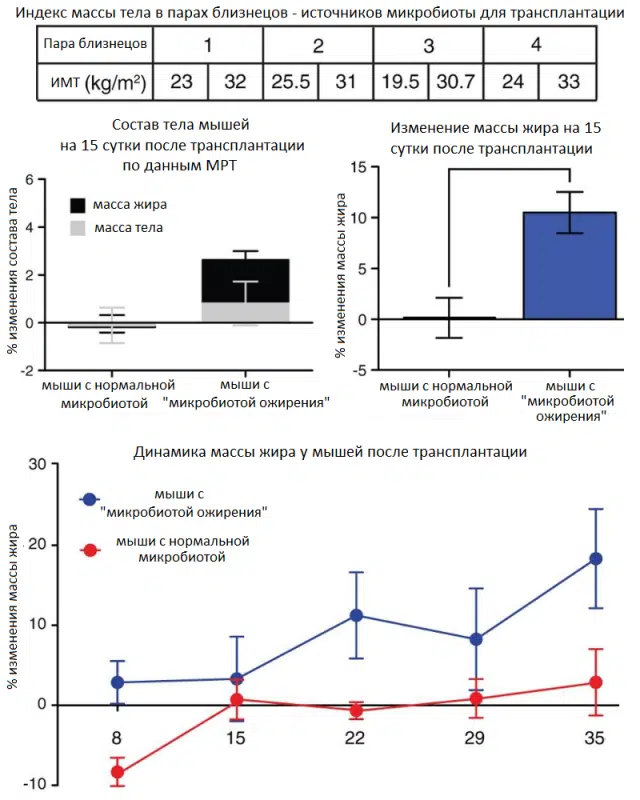 Индекс массы тела в парах близнецов - источников микробиоты для трансплантации
Пара близнецов 1 2 3 4
ИМТ (kg/m²) 23 32 25.5 31 19.5 30.7 24 33
Состав тела мышей
на 15 сутки после трансплантации
по данным МРТ
% изменения состава тела
6
4
2
0
-2
масса жира
масса тела
мыши с нормальной
микробиотой
мыши с
"микробиотой ожирения"
Изменение массы жира на 15
сутки после трансплантации
% изменения массы жира
15
10
5
0
-5
мыши с нормальной
микробиотой
мыши с
"микробиотой
ожирения"
Динамика массы жира у мышей после трансплантации
% изменения массы жира
30
20
10
0
-10
мыши с
"микробиотой ожирения"
мыши с нормальной
микробиотой
8 15 22 29 35